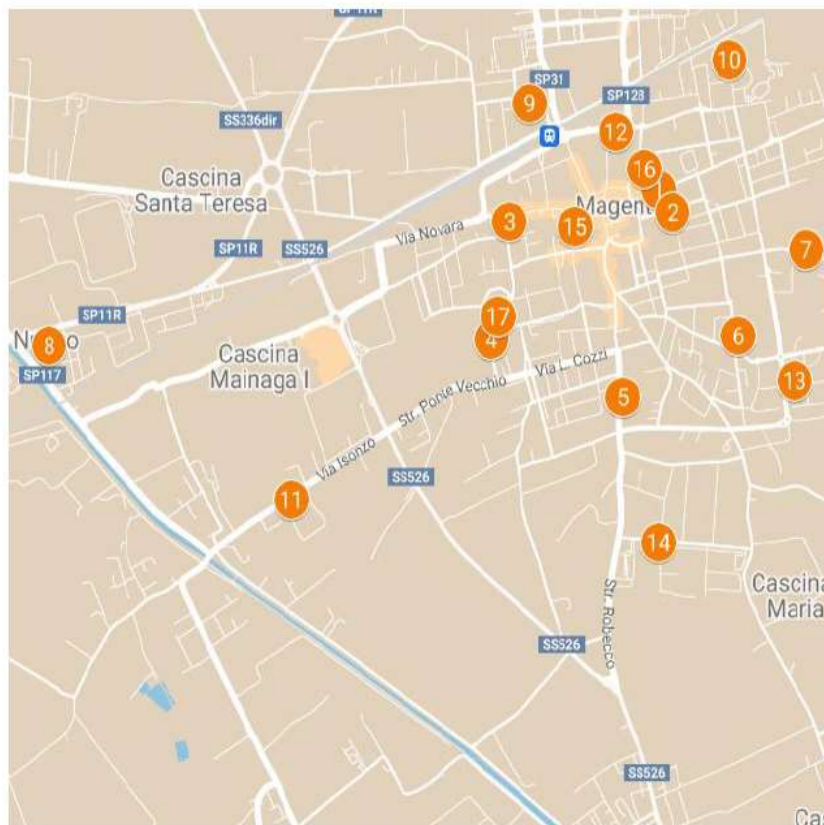 SP31
10
9
SP128
SS336dir
12
Cascina
Santa Teresa
16
Magent
2
3
15
Via Novara
SP11R
SS526
7
SP11R
17
8
4
6
SP117
Cascina
Mainaga I
Via L. Cozzi
Str. Ponte Vecchio
13
5
Via Isonzo
SS526
11
14
Cascina
Maria
Str. Robecco
SS526
SS526
Cas